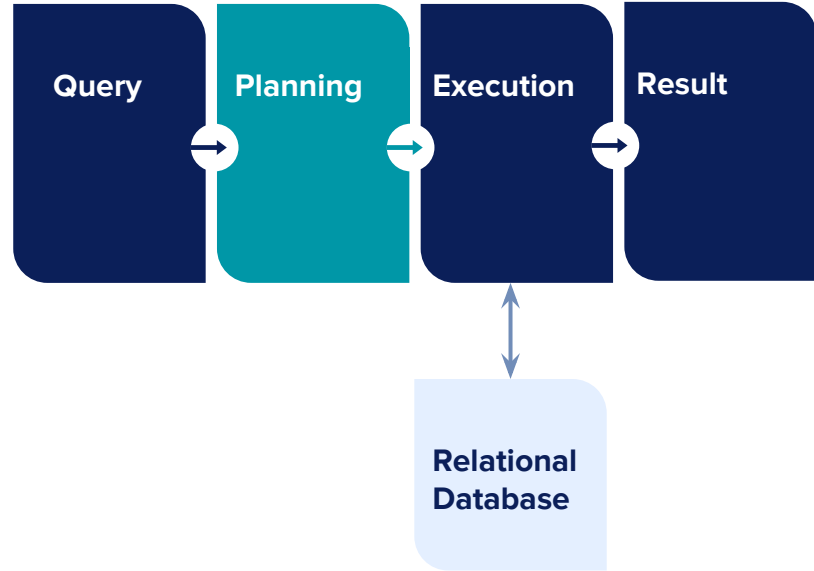 Query
Planning
Execution
Result
Relational
Database